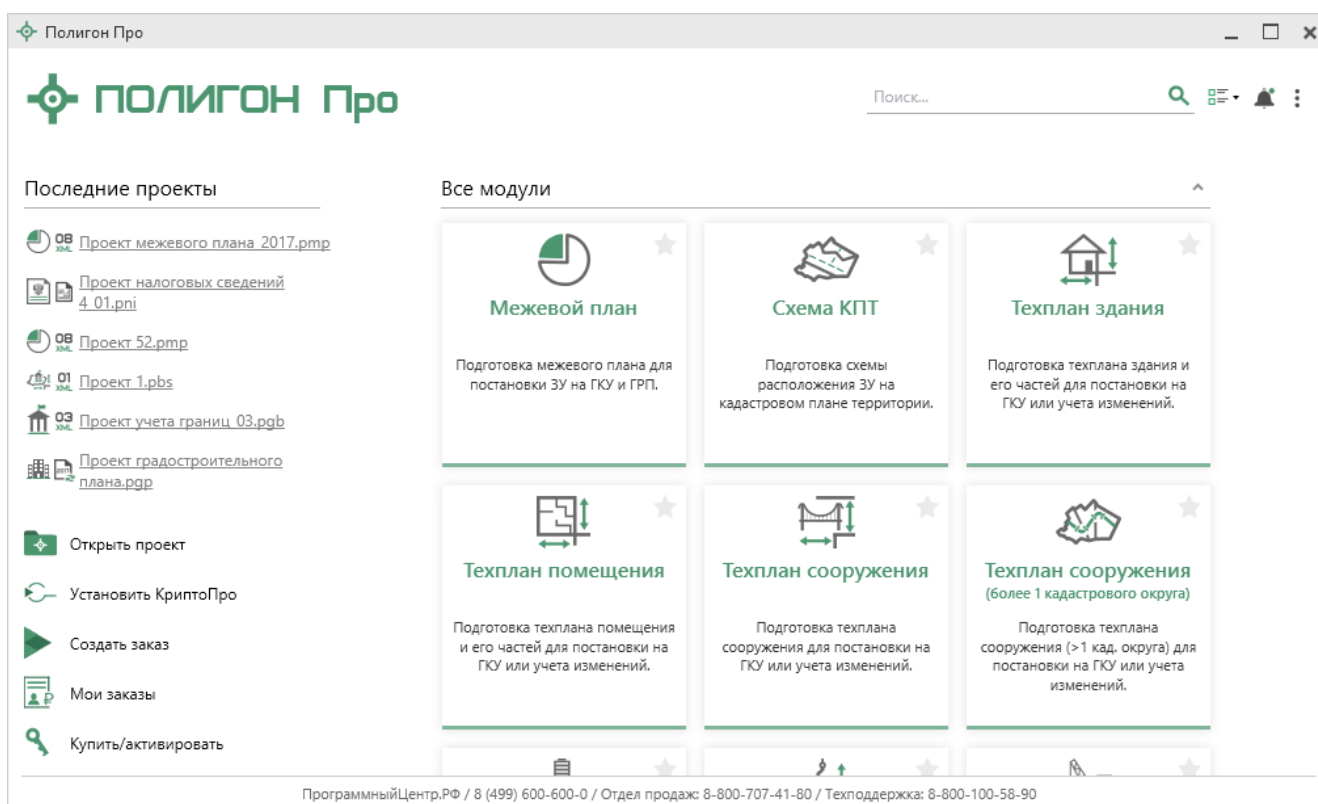 Полигон Про
ПОЛИГОН Про
Поиск...
Последние проекты
08 XML Проект межевого плана_2017.pmp
Проект налоговых сведений
4_01.pni
08 XML Проект 52.pmp
01 XML Проект 1.pbs
03 XML Проект учета границ_03.pgb
2017 Проект градостроительного
плана.pgp
Открыть проект
Установить КриптоПро
Создать заказ
Мои заказы
Купить/активировать
Все модули
Межевой план
Подготовка межевого плана для
постановки ЗУ на ГКУ и ГРП.
Схема КПТ
Подготовка схемы
расположения ЗУ на
кадастровом плане территории.
Техплан здания
Подготовка техплана здания и
его частей для постановки на
ГКУ или учета изменений.
Техплан помещения
Подготовка техплана помещения
и его частей для постановки на
ГКУ или учета изменений.
Техплан сооружения
Подготовка техплана
сооружения для постановки на
ГКУ или учета изменений.
Техплан сооружения
(более 1 кадастрового округа)
Подготовка техплана
сооружения (>1 кад. округа) для
постановки на ГКУ или учета
изменений.
ПрограммныйЦентр.РФ / 8 (499) 600-600-0 / Отдел продаж: 8-800-707-41-80 / Техподдержка: 8-800-100-58-90